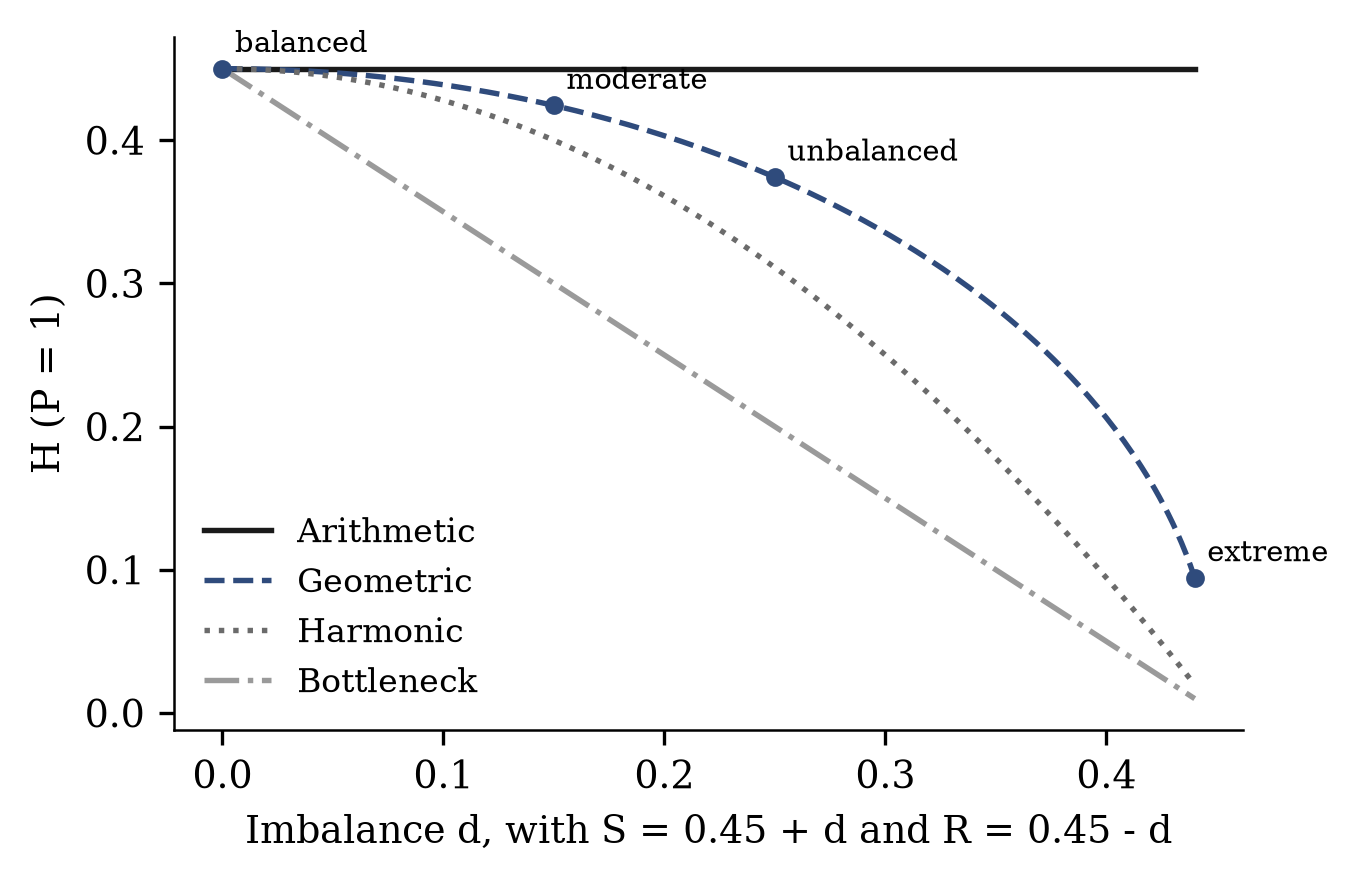 balanced
moderate
unbalanced
extreme
H (P = 1)
0.4
0.3
0.2
0.1
0.0
Arithmetic
Geometric
Harmonic
Bottleneck
0.0 0.1 0.2 0.3 0.4
Imbalance d, with S = 0.45 + d and R = 0.45 - d